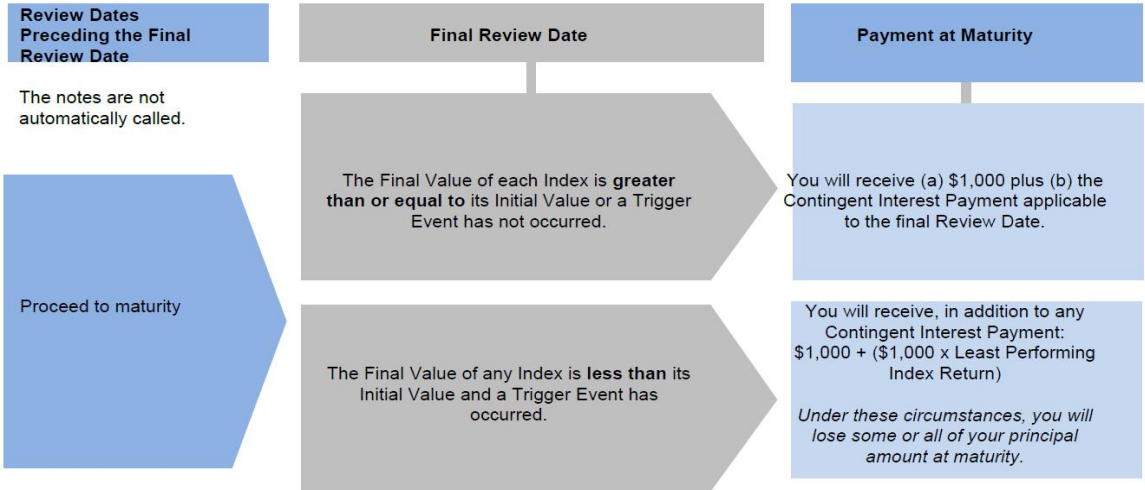 Review Dates
Preceding the Final
Review Date
Final Review Date
Payment at Maturity
The notes are not
automatically called.
Proceed to maturity
The Final Value of each Index is greater
than or equal to its Initial Value or a Trigger
Event has not occurred.
You will receive (a) $1,000 plus (b) the
Contingent Interest Payment applicable
to the final Review Date.
The Final Value of any Index is less than its
Initial Value and a Trigger Event has
occurred.
You will receive, in addition to any
Contingent Interest Payment:
$1,000 + ($1,000 x Least Performing
Index Return)
Under these circumstances, you will
lose some or all of your principal
amount at maturity.